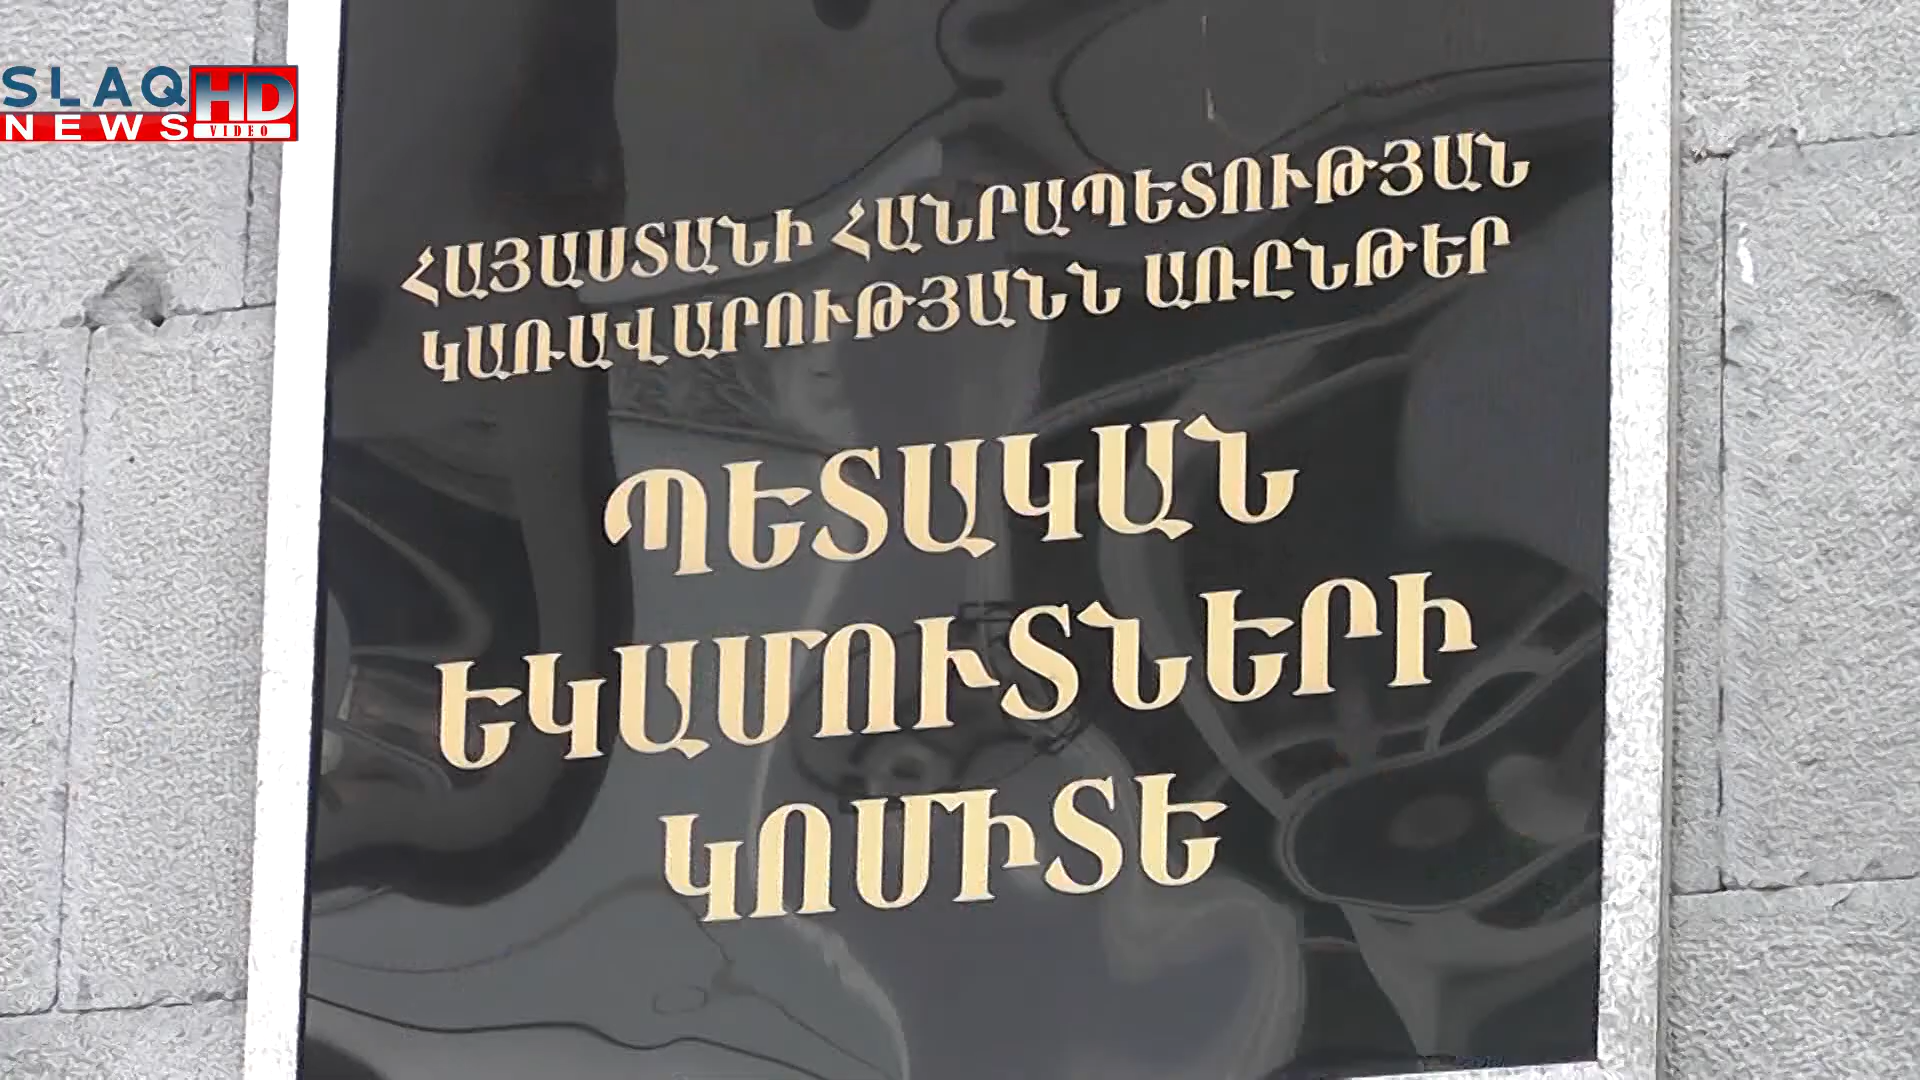 SLAQ HD
NEWS VIDEO
ՀԱՅԱՍՏԱՆԻ ՀԱՆՐԱՊԵՏՈՒԹՅԱՆ
ԿԱՌԱՎԱՐՈՒԹՅԱՆՆ ԱՌԸՆԹԵՐ
ՊԵՏԱԿԱՆ
ԵԿԱՄՈՒՏՆԵՐԻ
ԿՈՄԻՏԵ